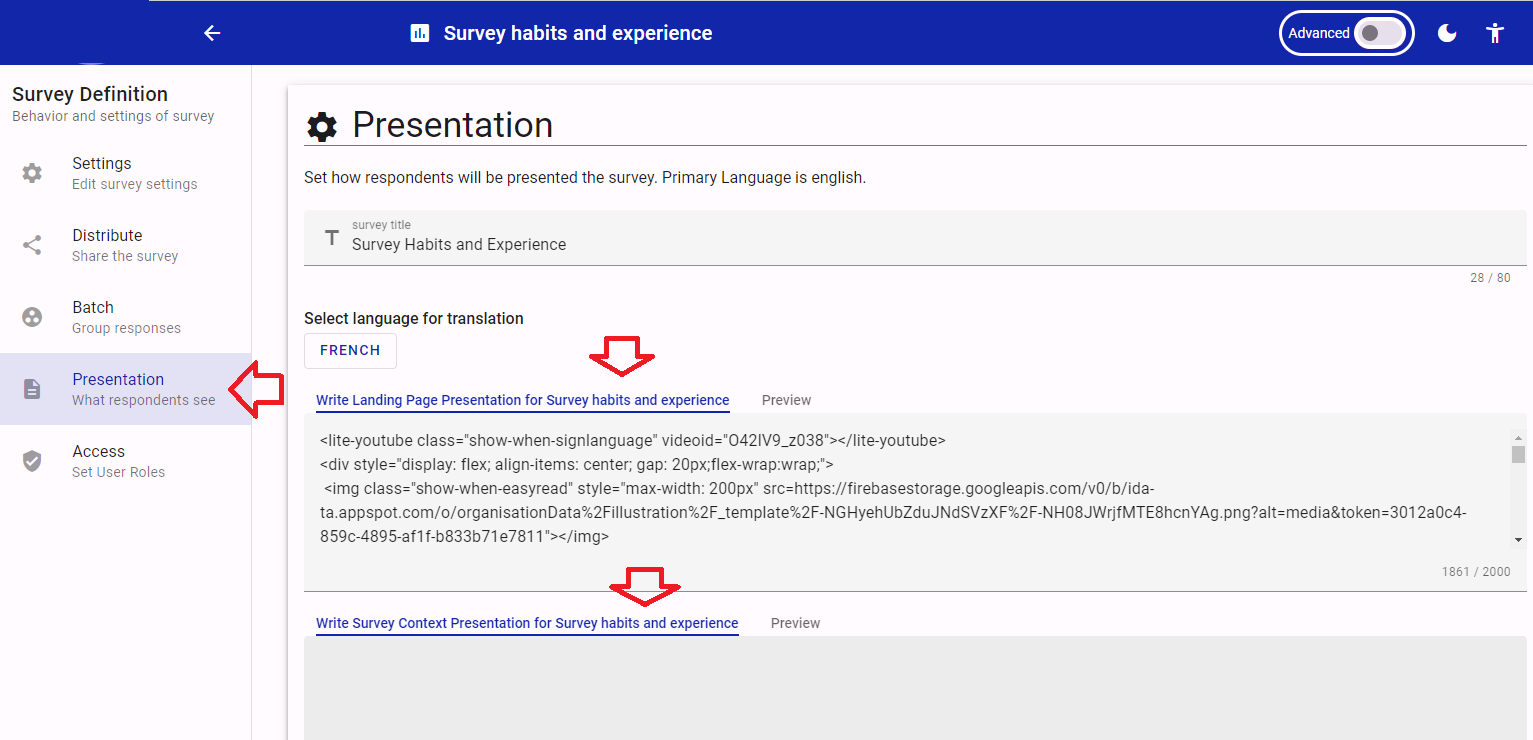 Survey habits and experience
Advanced
Survey Definition
Behavior and settings of survey
Settings
Edit survey settings
Distribute
Share the survey
Batch
Group responses
Presentation
What respondents see
Access
Set User Roles
Presentation
Set how respondents will be presented the survey. Primary Language is english.
survey title
Survey Habits and Experience
28 / 80
Select language for translation
FRENCH
Write Landing Page Presentation for Survey habits and experience Preview
<lite-youtube class="show-when-signlanguage" videoid="O42IV9_z038"></lite-youtube>
<div style="display: flex; align-items: center; gap: 20px;flex-wrap:wrap;">
<img class="show-when-easyread" style="max-width: 200px" src=https://firebasestorage.googleapis.com/v0/b/ida-
ta.appspot.com/o/organisationData%2Fillustration%2F_template%2F-NGHyehUbZduJNdSVzXF%2F-NH08JWrjfMTE8hcnYAg.png?alt=media&token=3012a0c4-
859c-4895-af1f-b833b71e7811"></img>
1861 / 2000
Write Survey Context Presentation for Survey habits and experience Preview